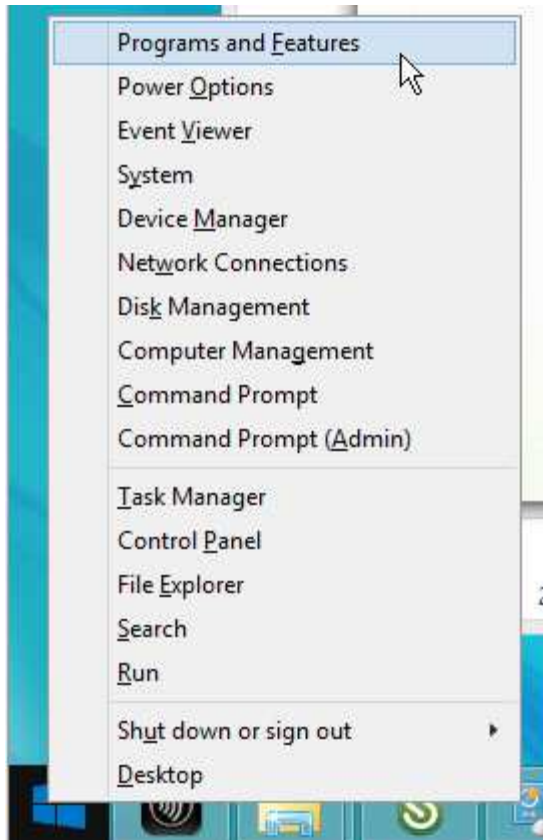 Programs and Features
Power Options
Event Viewer
System
Device Manager
Network Connections
Disk Management
Computer Management
Command Prompt
Command Prompt (Admin)
Task Manager
Control Panel
File Explorer
Search
Run
Shut down or sign out
Desktop